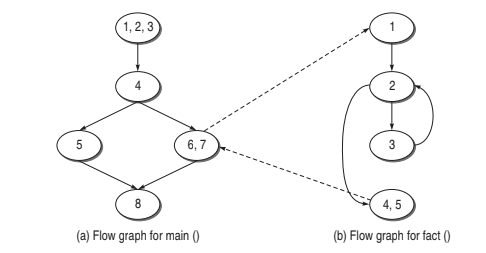 1, 2, 3
1
4
2
5
6, 7
3
8
4, 5
(a) Flow graph for main ()
(b) Flow graph for fact ()